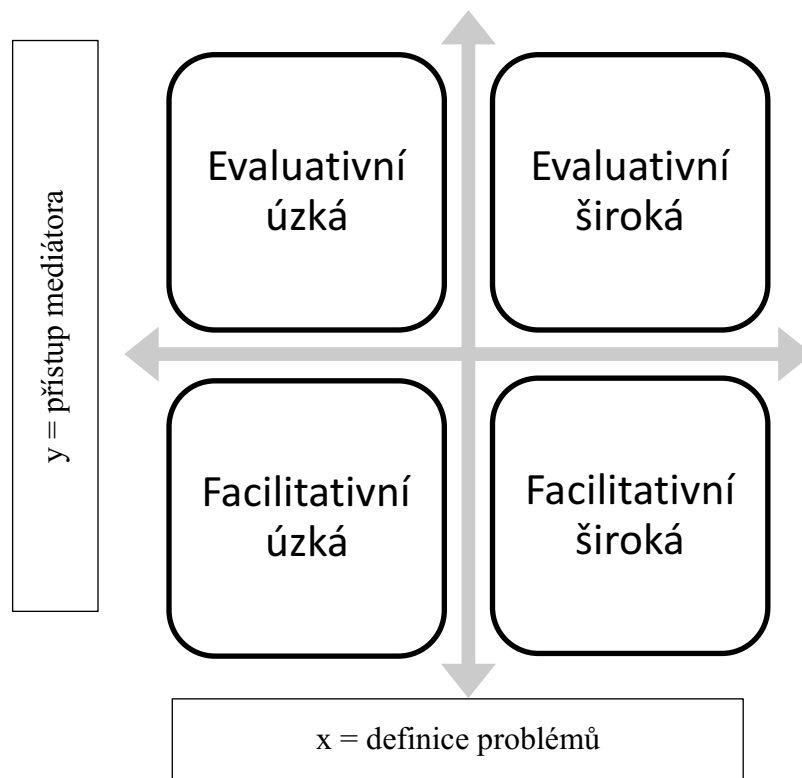 y = přístup mediátora
Evaluativní
úzká
Evaluativní
široká
Facilitativní
úzká
Facilitativní
široká
x = definice problémů